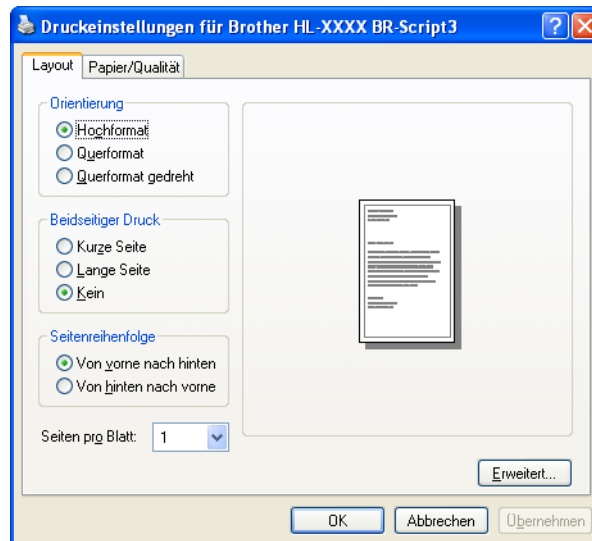 Druckeinstellungen für Brother HL-XXXX BR-Script3
Layout
Papier/Qualität
Orientierung
Hochformat
Querformat
Querformat gedreht
Beidseitiger Druck
Kurze Seite
Lange Seite
Kein
Seitenreihenfolge
Von vorne nach hinten
Von hinten nach vorne
Seiten pro Blatt: 1
Erweitert...
OK
Abbrechen
Übernehmen